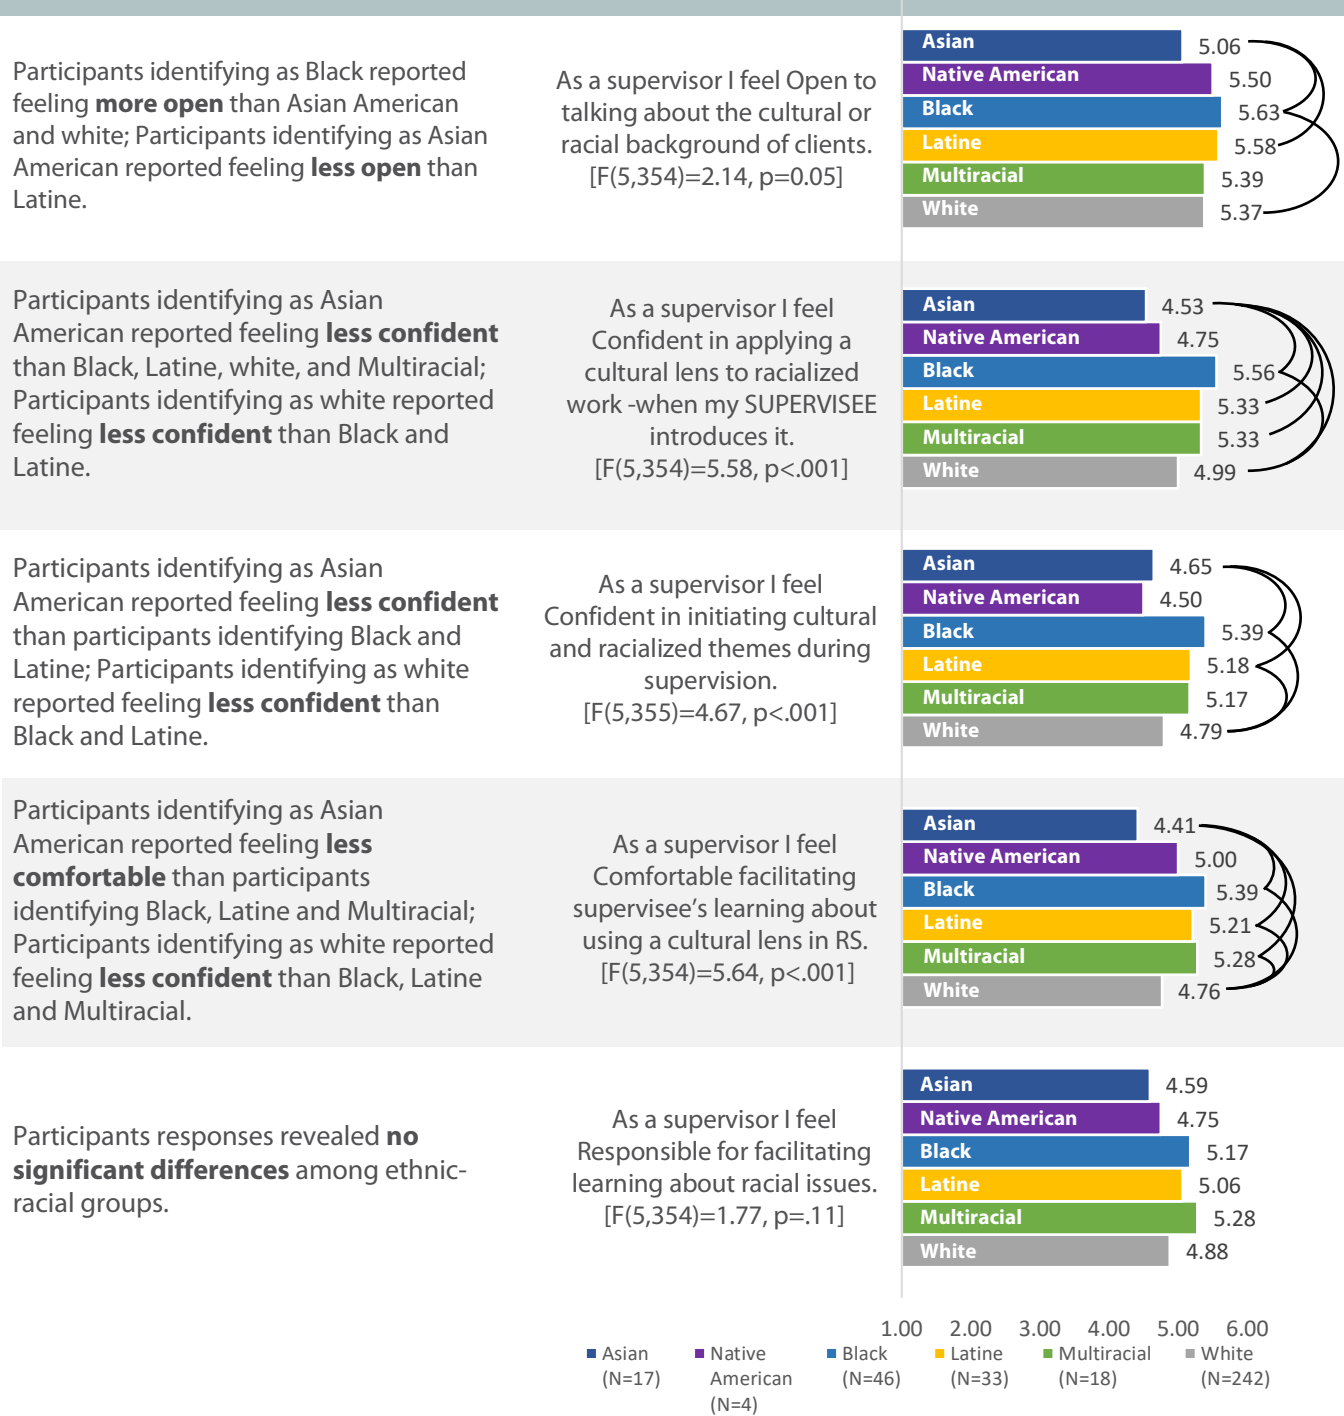 Participants identifying as Black reported
feeling more open than Asian American
and white; Participants identifying as Asian
American reported feeling less open than
Latine.
As a supervisor I feel Open to
talking about the cultural or
racial background of clients.
[F(5,354)=2.14, p=0.05]
Asian 5.06
Native American 5.50
Black 5.63
Latine 5.58
Multiracial 5.39
White 5.37
Participants identifying as Asian
American reported feeling less confident
than Black, Latine, white, and Multiracial;
Participants identifying as white reported
feeling less confident than Black and
Latine.
As a supervisor I feel
Confident in applying a
cultural lens to racialized
work -when my SUPERVISEE
introduces it.
[F(5,354)=5.58, p<.001]
Asian 4.53
Native American 4.75
Black 5.56
Latine 5.33
Multiracial 5.33
White 4.99
Participants identifying as Asian
American reported feeling less confident
than participants identifying Black and
Latine; Participants identifying as white
reported feeling less confident than
Black and Latine.
As a supervisor I feel
Confident in initiating cultural
and racialized themes during
supervision.
[F(5,355)=4.67, p<.001]
Asian 4.65
Native American 4.50
Black 5.39
Latine 5.18
Multiracial 5.17
White 4.79
Participants identifying as Asian
American reported feeling less
comfortable than participants
identifying Black, Latine and Multiracial;
Participants identifying as white reported
feeling less confident than Black, Latine
and Multiracial.
As a supervisor I feel
Comfortable facilitating
supervisee's learning about
using a cultural lens in RS.
[F(5,354)=5.64, p<.001]
Asian 4.41
Native American 5.00
Black 5.39
Latine 5.21
Multiracial 5.28
White 4.76
Participants responses revealed no
significant differences among ethnic-
racial groups.
As a supervisor I feel
Responsible for facilitating
learning about racial issues.
[F(5,354)=1.77, p=.11]
Asian 4.59
Native American 4.75
Black 5.17
Latine 5.06
Multiracial 5.28
White 4.88
1.00 2.00 3.00 4.00 5.00 6.00
Asian
(N=17)
Native
American
(N=4)
Black
(N=46)
Latine
(N=33)
Multiracial
(N=18)
White
(N=242)